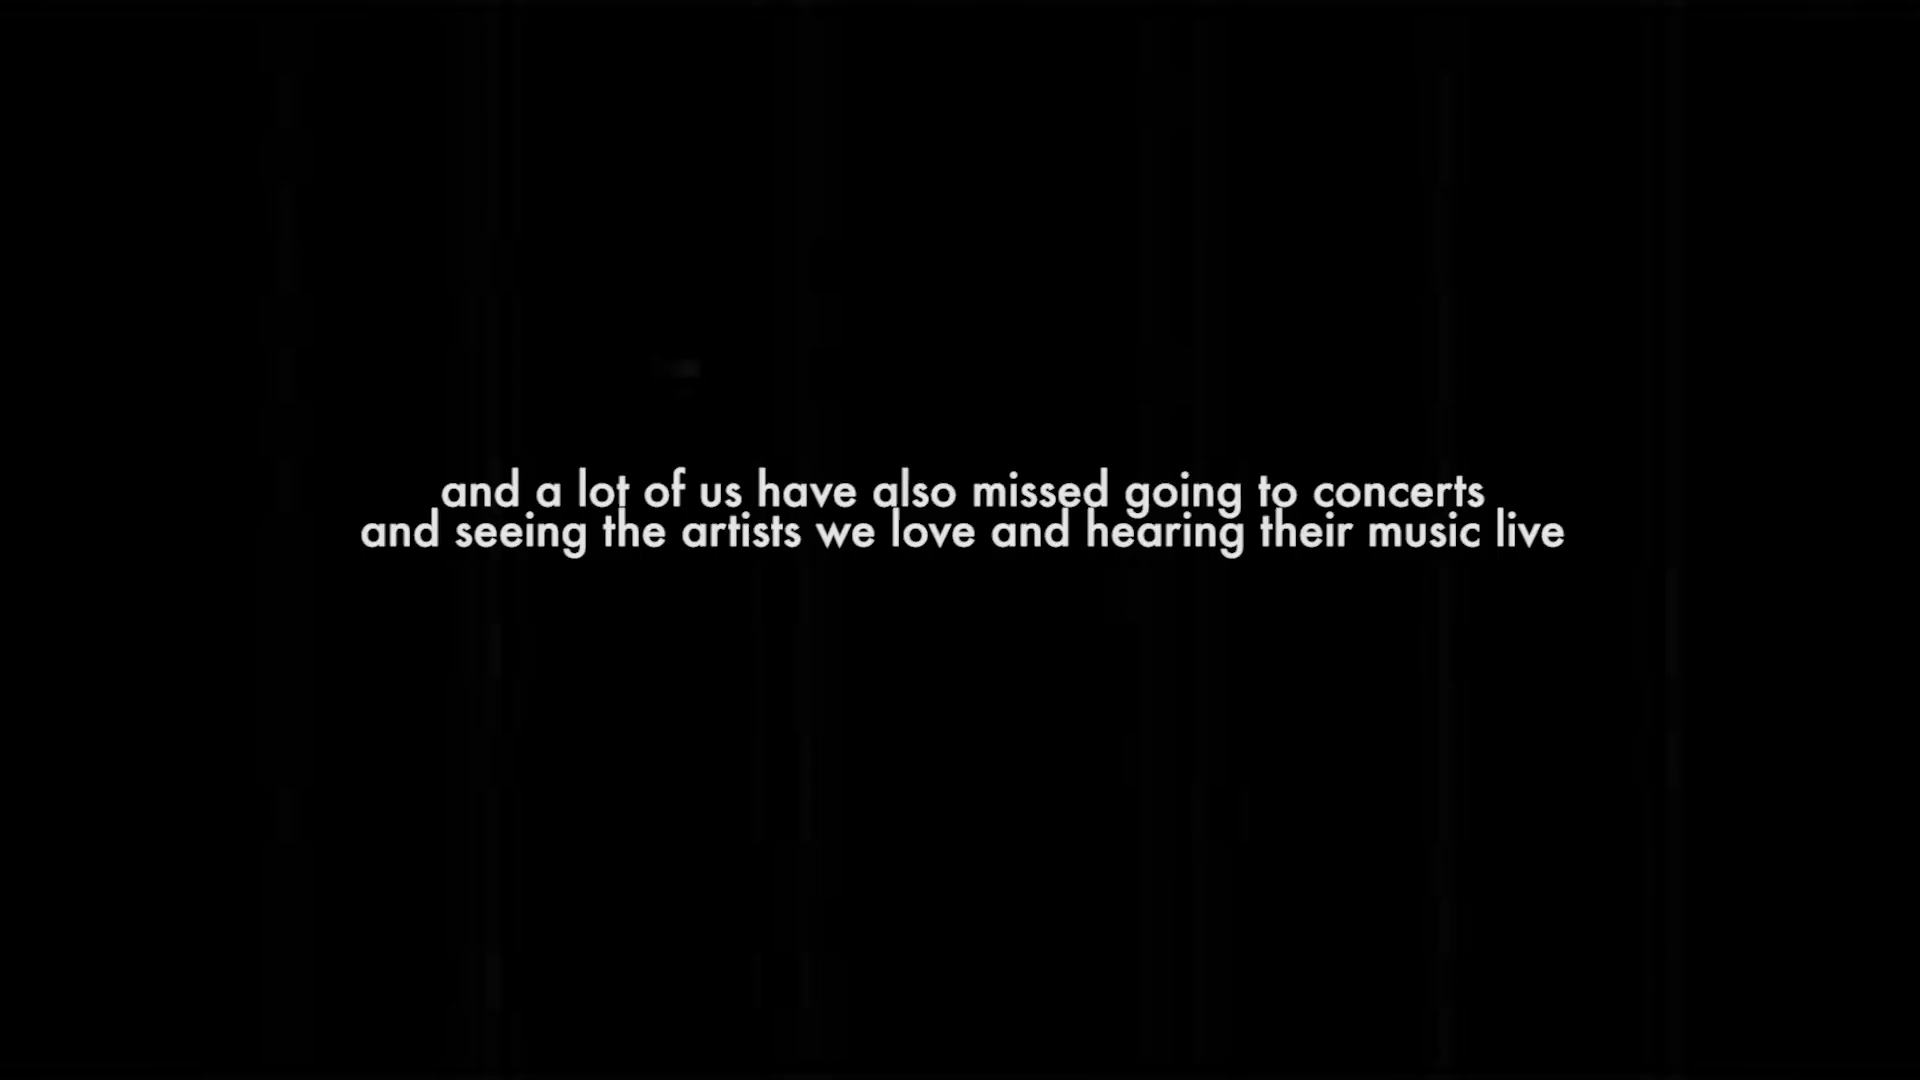 and a lot of us have also missed going to concerts
and seeing the artists we love and hearing their music live